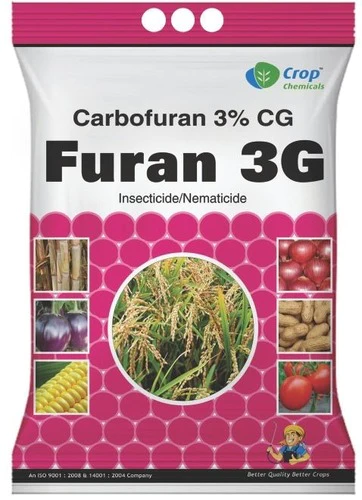 Crop™
Chemicals
Carbofuran 3% CG
Furan 3G
Insecticide/Nematicide
An ISO 9001 : 2008 & 14001 : 2004 Company
Better Quality Better Crops